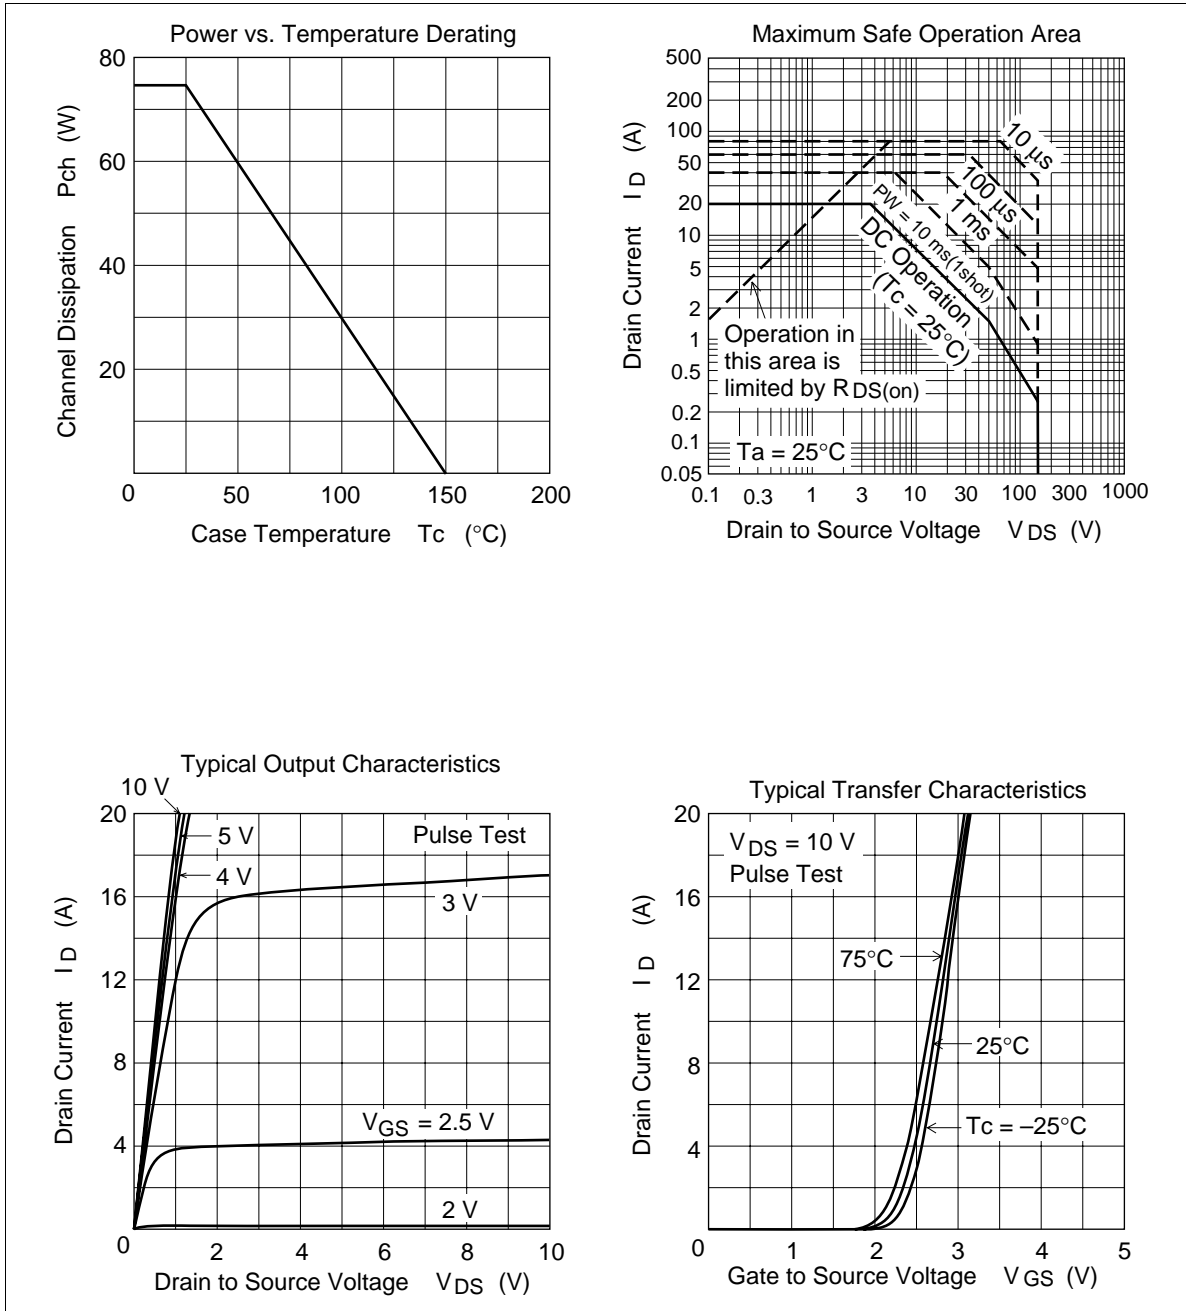 Power vs. Temperature Derating
80
60
40
20
0 50 100 150 200
Channel Dissipation Pch (W)
Case Temperature Tc (°C)
Maximum Safe Operation Area
500
200
100
50
20
10
5
2
1
0.5
0.2
0.1
0.05
0.1 0.3 1 3 10 30 100 300 1000
Drain Current I D (A)
10 µs
100 µs
1 ms
PW = 10 ms(1shot)
DC Operation
(Tc = 25°C)
Operation in
this area is
limited by R DS(on)
Ta = 25°C
Drain to Source Voltage V DS (V)
Typical Output Characteristics
10 V
20
16
12
8
4
0 2 4 6 8 10
Drain Current I D (A)
5 V
4 V
Pulse Test
3 V
V GS = 2.5 V
2 V
Drain to Source Voltage V DS (V)
Typical Transfer Characteristics
20
16
12
8
4
0 1 2 3 4 5
Drain Current I D (A)
V DS = 10 V
Pulse Test
75°C
25°C
Tc = –25°C
Gate to Source Voltage V GS (V)